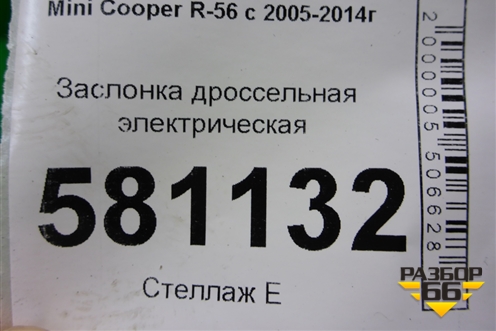 Mini Cooper R-56 с 2005-2014г
Заслонка дроссельная
электрическая
581132
Стеллаж Е
2000005506628
РАЗБОР
66